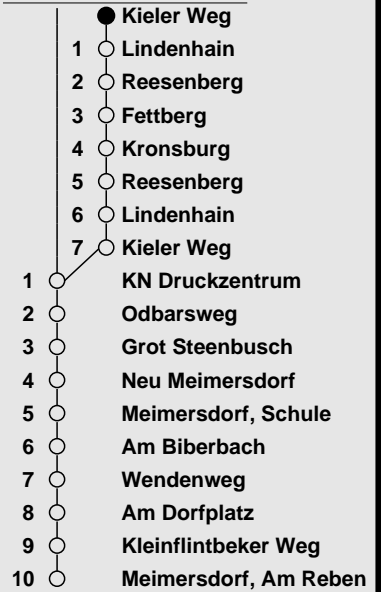 Kieler Weg
1 Lindenhain
2 Reesenberg
3 Fettberg
4 Kronsburg
5 Reesenberg
6 Lindenhain
7 Kieler Weg
1 KN Druckzentrum
2 Odbarsweg
3 Grot Steenbusch
4 Neu Meimersdorf
5 Meimersdorf, Schule
6 Am Biberbach
7 Wendenweg
8 Am Dorfplatz
9 Kleinflintbeker Weg
10 Meimersdorf, Am Reben